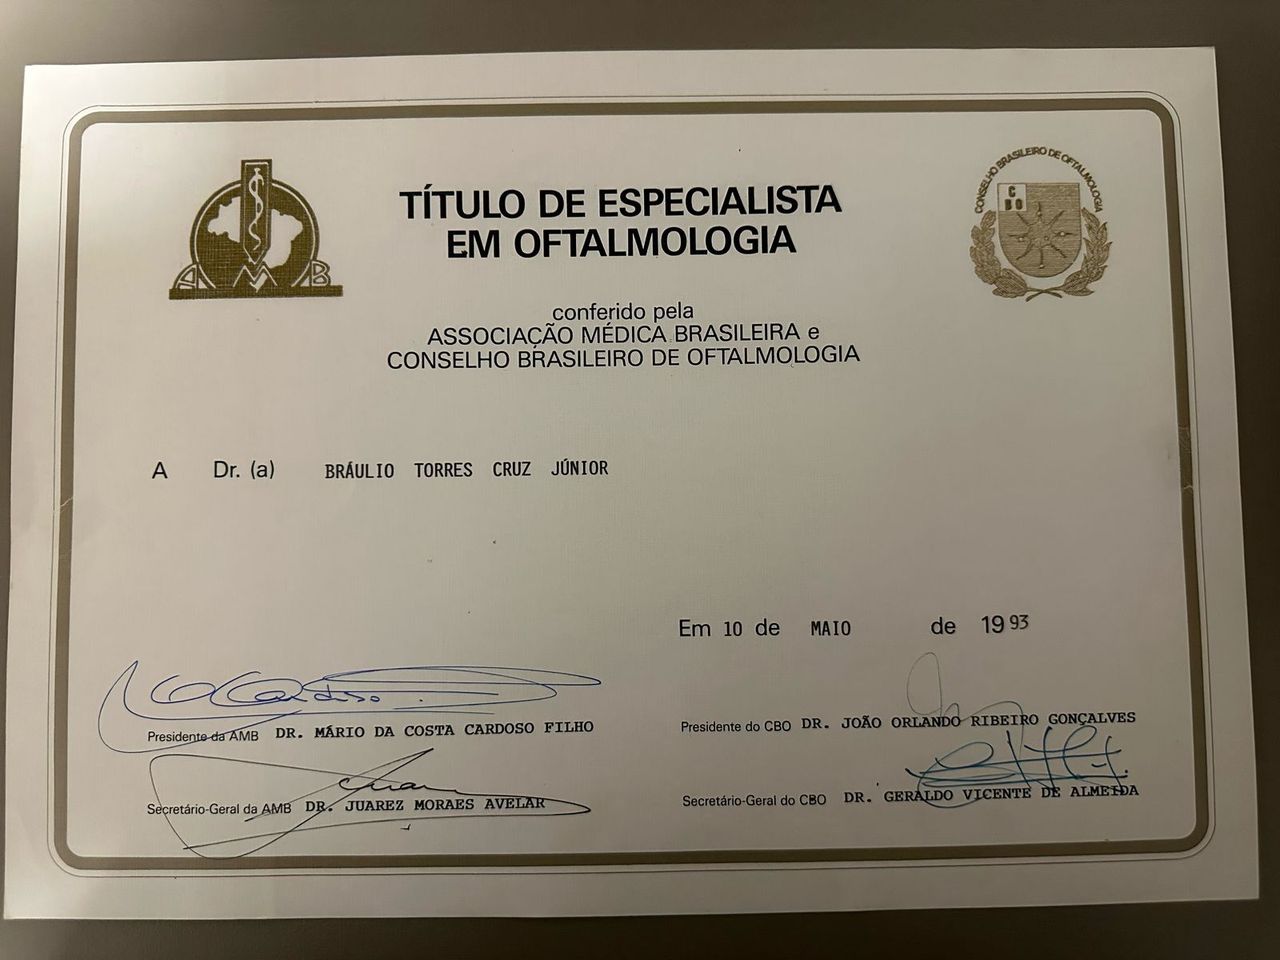 TÍTULO DE ESPECIALISTA
EM OFTALMOLOGIA
AMB
CONSELHO BRASILEIRO DE OFTALMOLOGIA
CBO
conferido pela
ASSOCIAÇÃO MÉDICA BRASILEIRA e
CONSELHO BRASILEIRO DE OFTALMOLOGIA
A Dr. (a) BRÁULIO TORRES CRUZ JÚNIOR
Em 10 de MAIO de 1993
Presidente da AMB DR. MÁRIO DA COSTA CARDOSO FILHO
Presidente do CBO DR. JOÃO ORLANDO RIBEIRO GONÇALVES
Secretário-Geral da AMB DR. JUAREZ MORAES AVELAR
Secretário-Geral do CBO DR. GERALDO VICENTE DE ALMEIDA